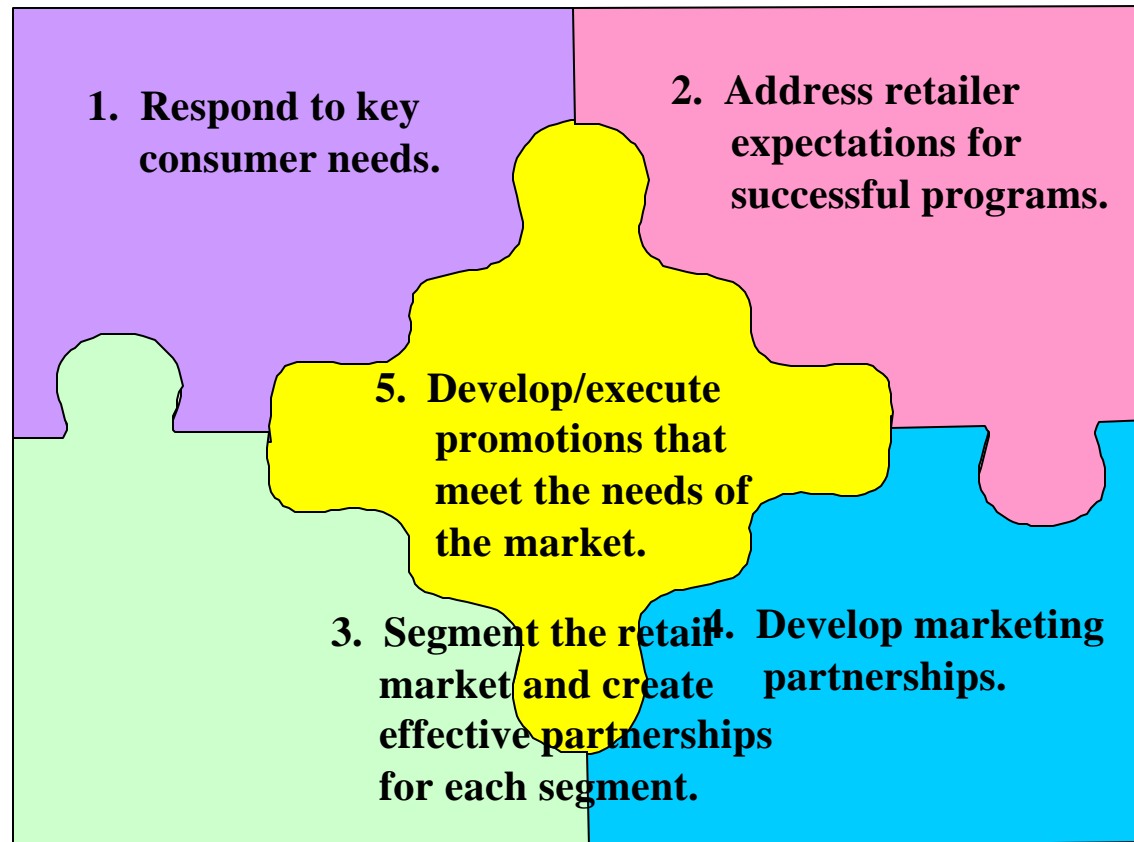 1. Respond to key
consumer needs.
2. Address retailer
expectations for
successful programs.
5. Develop/execute
promotions that
meet the needs of
the market.
3. Segment the retail
market and create
effective partnerships
for each segment.
4. Develop marketing
partnerships.